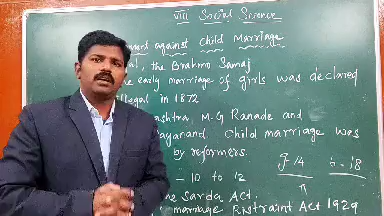 VIII Social Science
against Child Marriage
the Brahmo Samaj
early marriage of girls was declared
illegal in 1872
M.G Ranade and
Child marriage was
by reformers.
10 to 12
g-14 b-18
Sarda Act.
marriage Restraint Act 1929